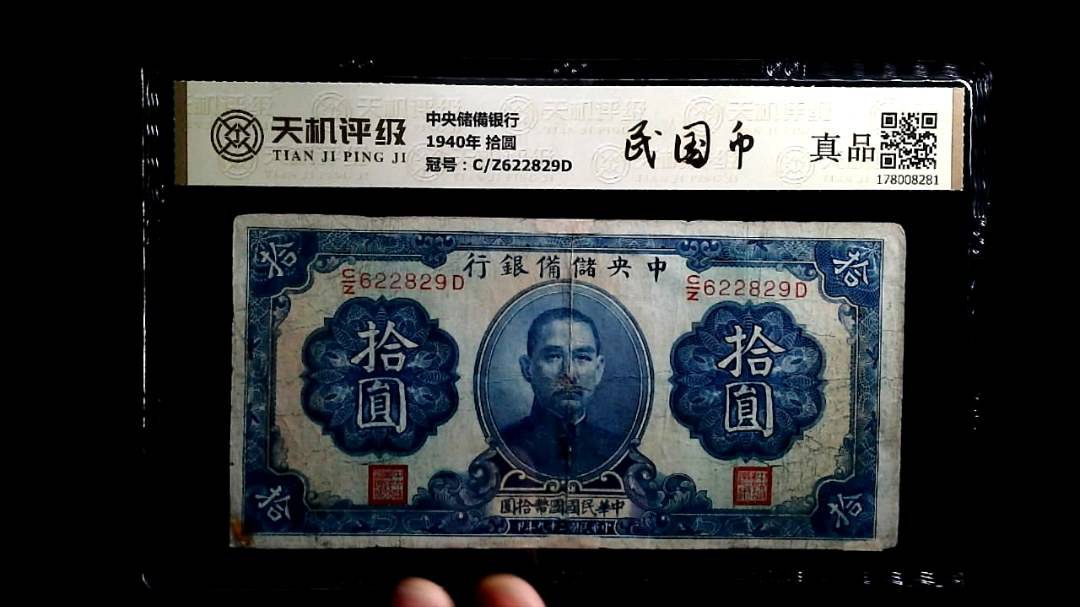 天机评级
TIAN JI PING JI
中央储備银行
1940年 拾圆
冠号：C/Z622829D
民国币
真品
178008281
拾
拾
行銀備儲央中
C/Z622829D
C/Z622829D
拾圓
拾圓
圓拾幣國國民華中
拾
拾